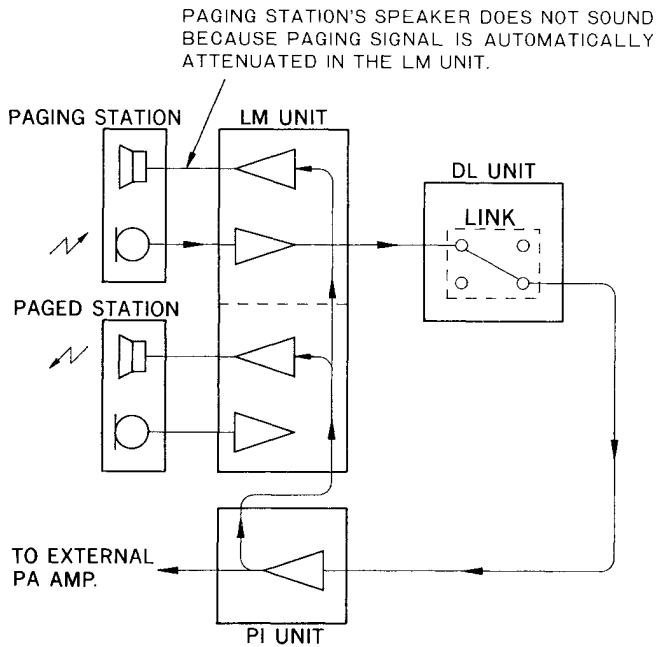 PAGING STATION'S SPEAKER DOES NOT SOUND
BECAUSE PAGING SIGNAL IS AUTOMATICALLY
ATTENUATED IN THE LM UNIT.
PAGING STATION
LM UNIT
DL UNIT
LINK
PAGED STATION
TO EXTERNAL
PA AMP.
PI UNIT